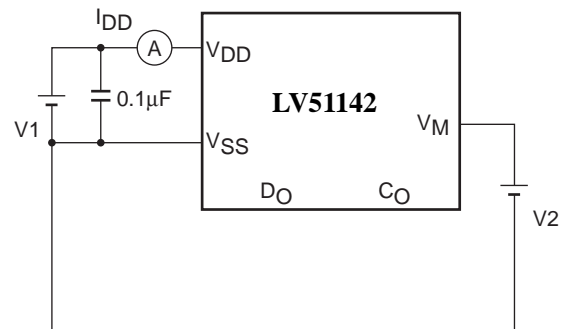 IDD
A
VDD
0.1μF
LV51142
V1
VSS
VM
DO
CO
V2